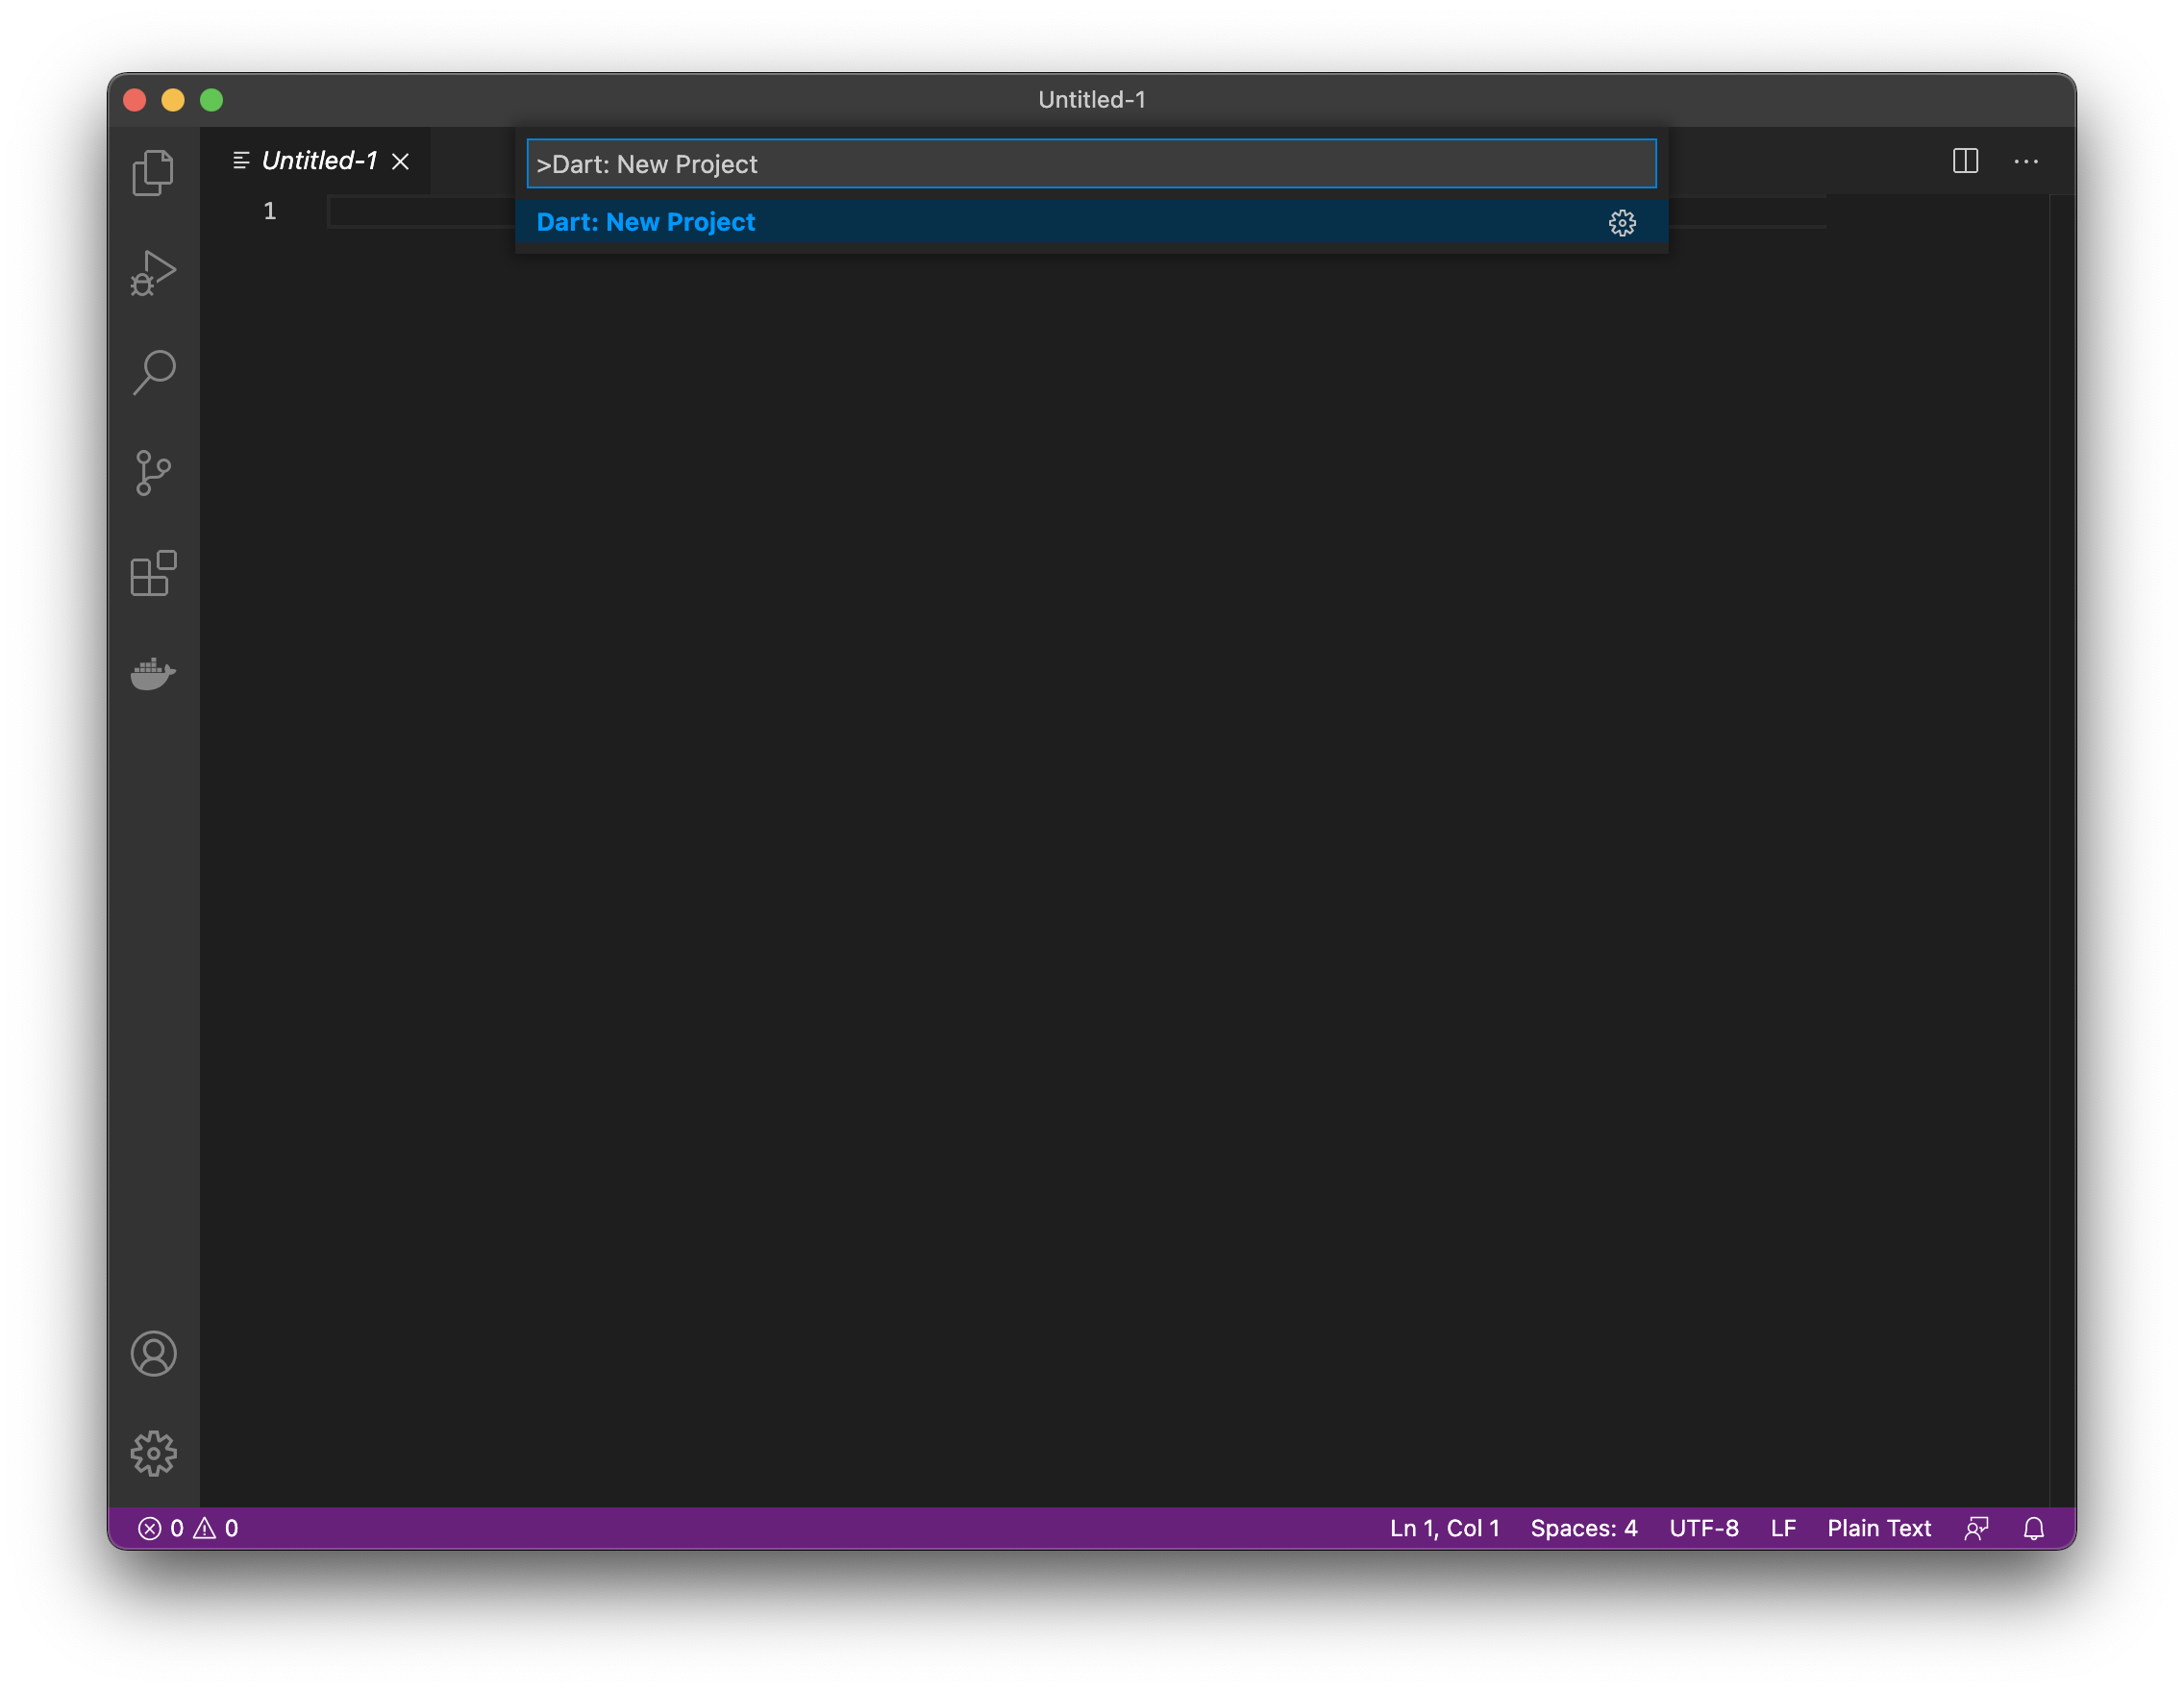 Untitled-1
Untitled-1
>Dart: New Project
Dart: New Project
1
0 0
Ln 1, Col 1 Spaces: 4 UTF-8 LF Plain Text